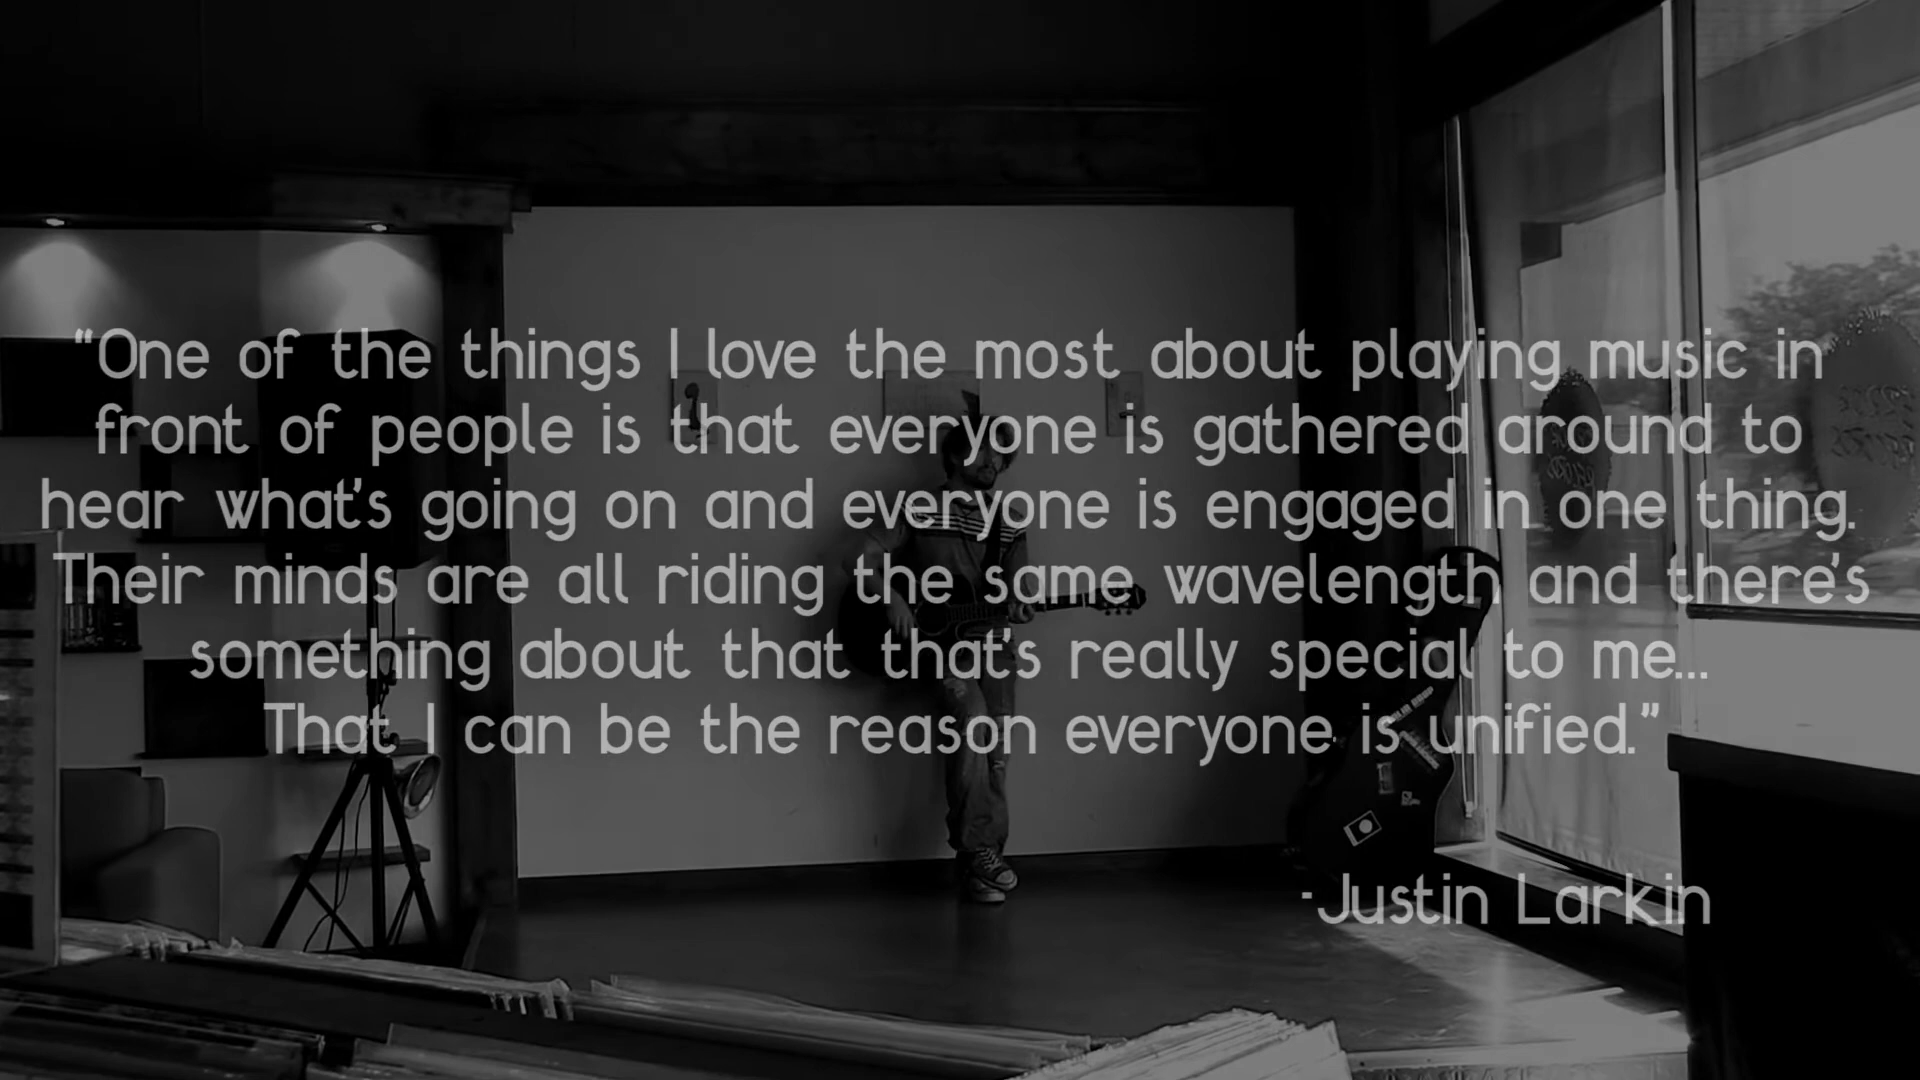 “One of the things I love the most about playing music in
front of people is that everyone is gathered around to
hear what's going on and everyone is engaged in one thing.
Their minds are all riding the same wavelength and there's
something about that that's really special to me...
That I can be the reason everyone is unified.”
-Justin Larkin